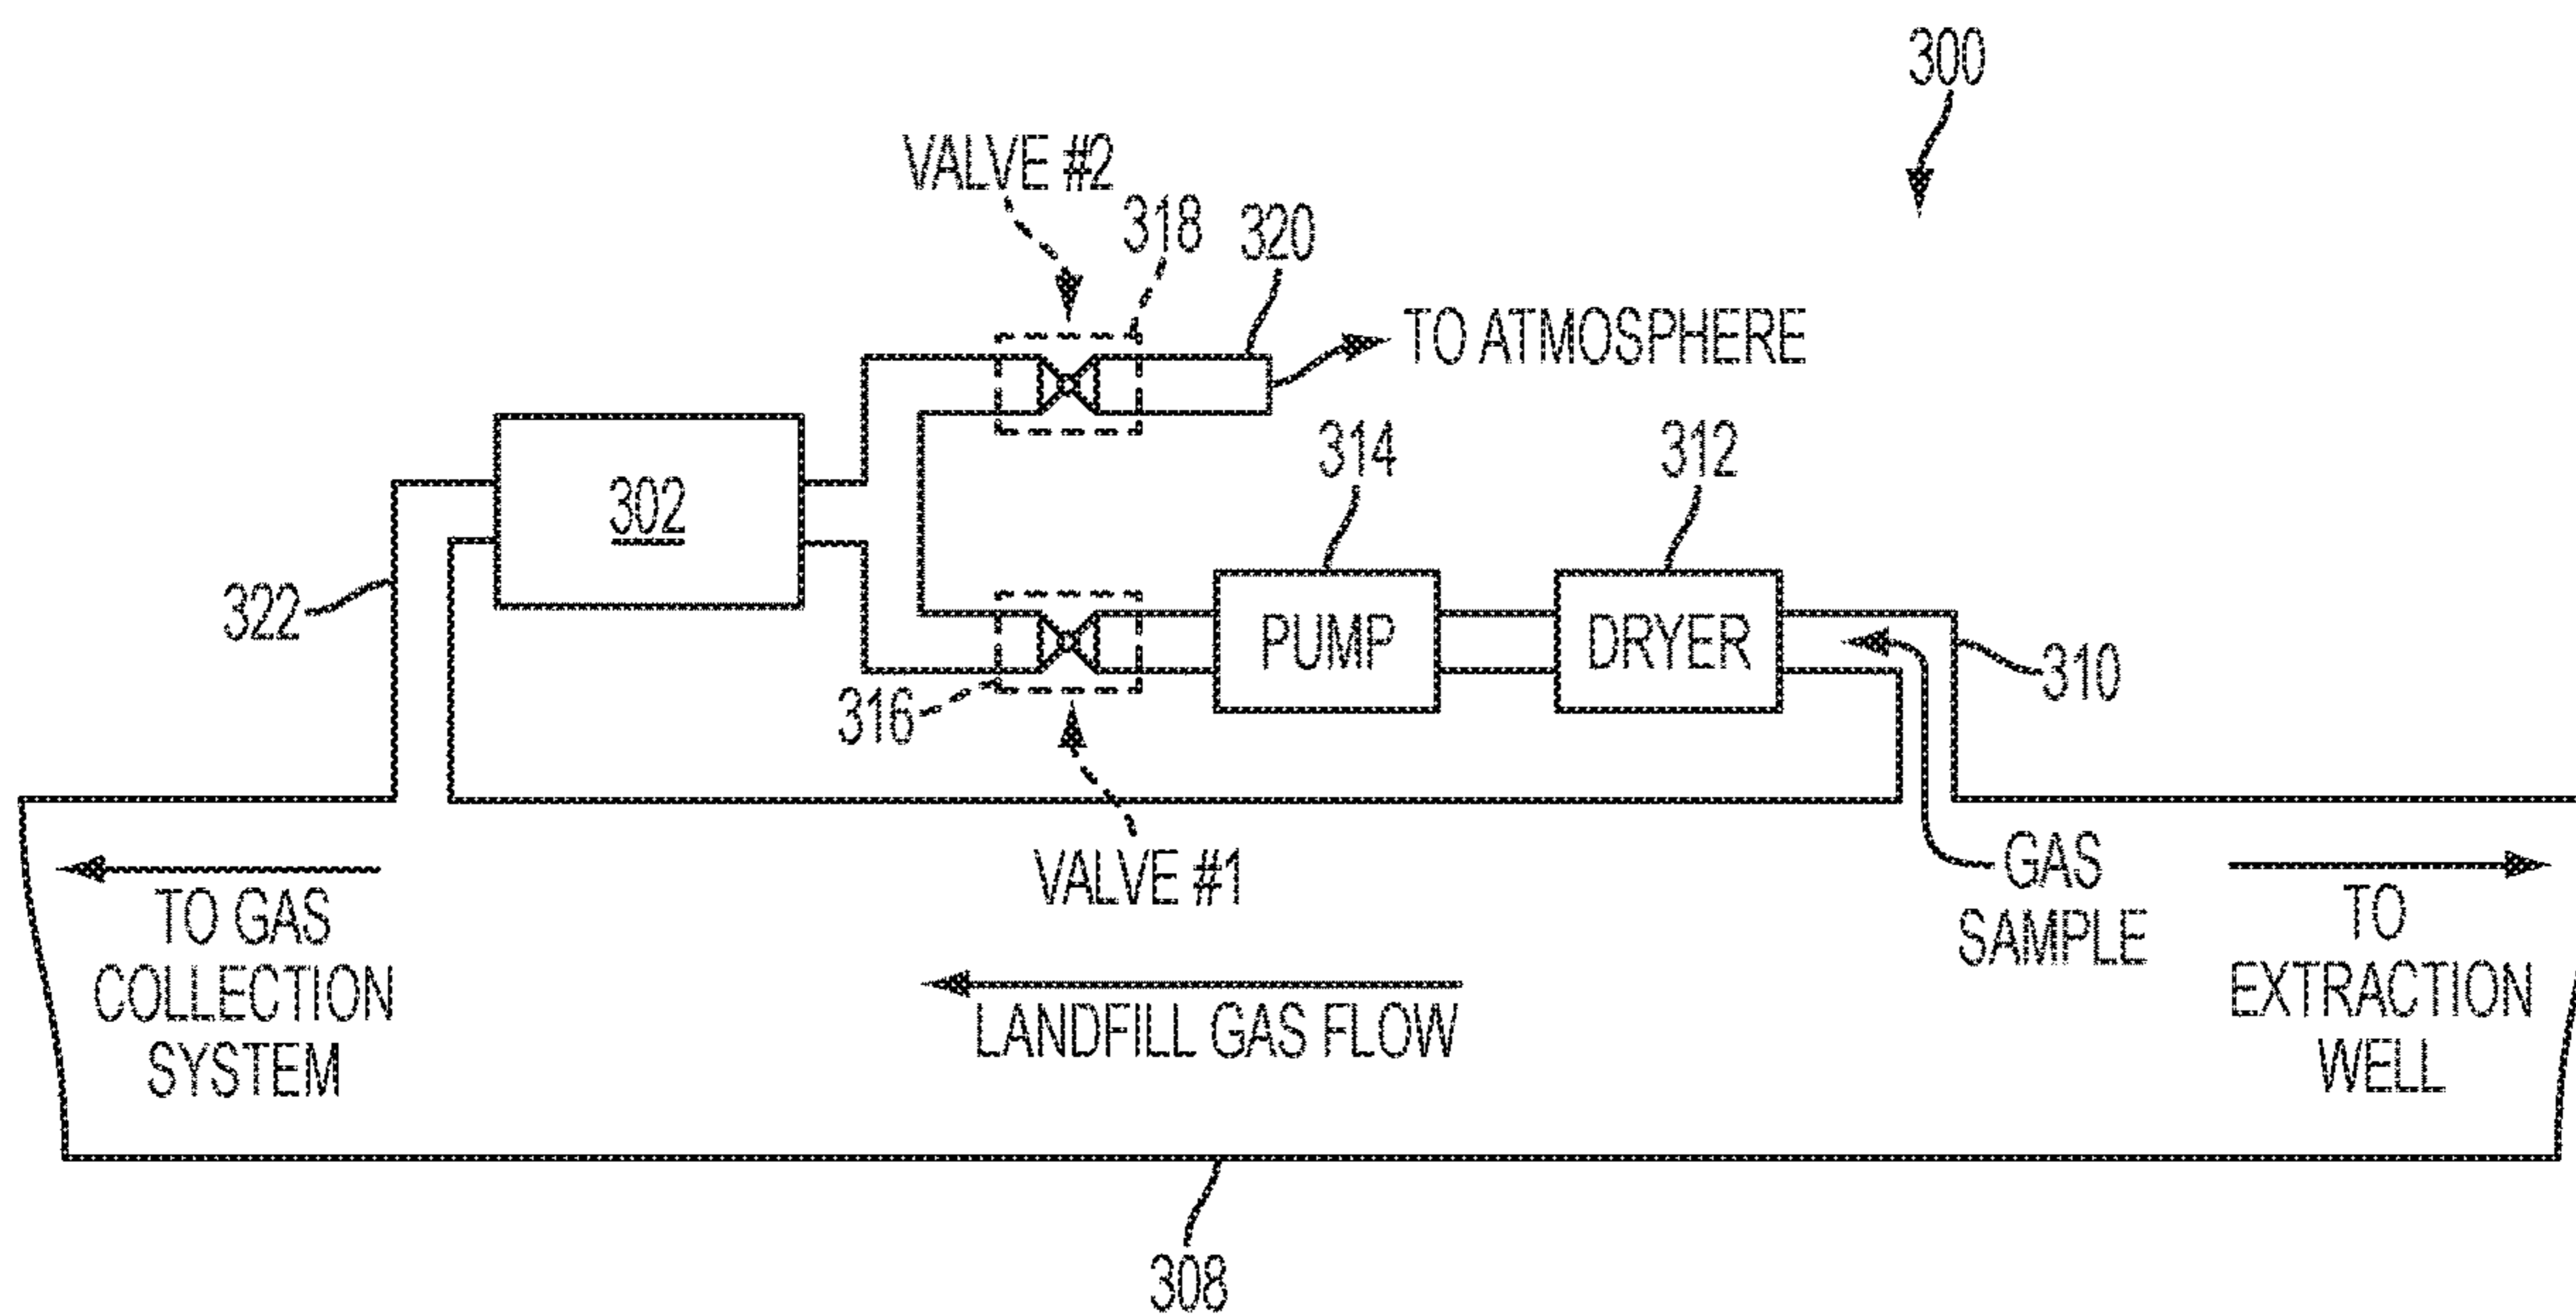 300
VALVE #2
318
320
TO ATMOSPHERE
314
312
302
322
PUMP
DRYER
310
316
VALVE #1
GAS
SAMPLE
TO GAS
COLLECTION
SYSTEM
TO
EXTRACTION
WELL
LANDFILL GAS FLOW
308